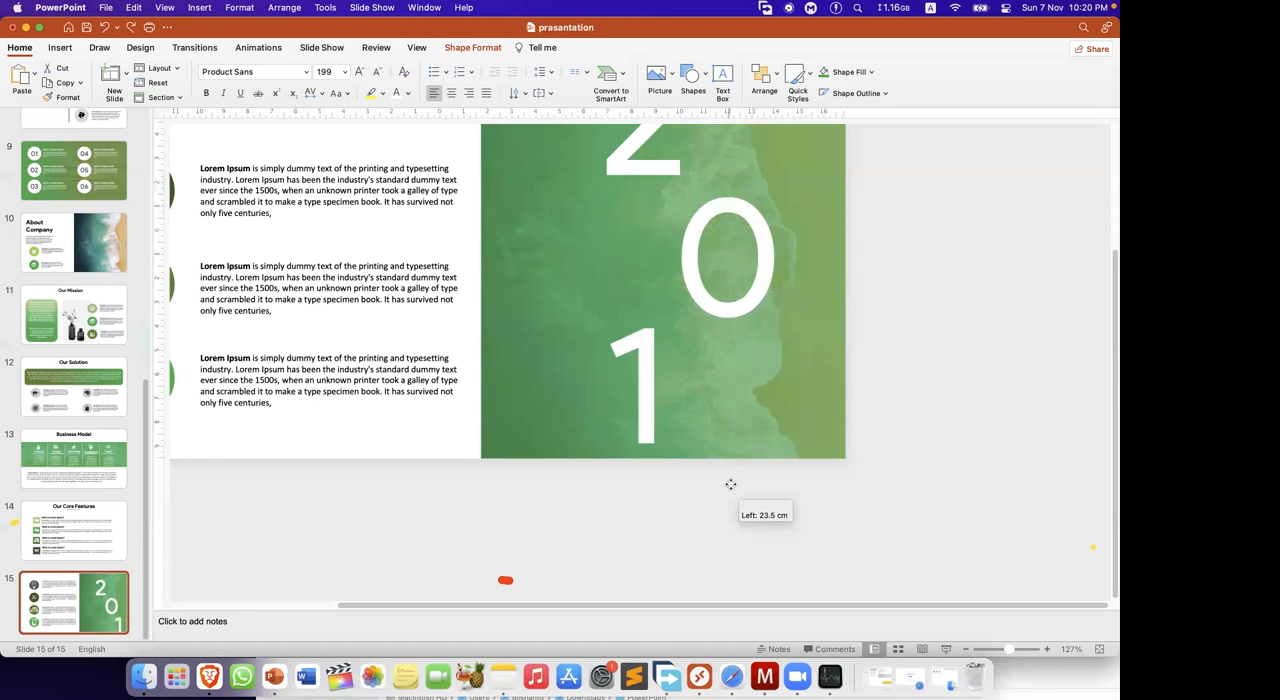 PowerPoint File Edit View Insert Format Arrange Tools Slide Show Window Help 1.16GB A Sun 7 Nov 10:20 PM
prasantation
Home Insert Draw Design Transitions Animations Slide Show Review View Shape Format Tell me Share
Paste Cut Copy Format New Slide Layout Reset Section Product Sans 199 Convert to SmartArt Picture Shapes Text Box Arrange Quick Styles Shape Fill Shape Outline
9
01 04
02 05
03 06
10
About
Company
11
Our Mission
12
Our Solution
13
Business Model
14
Our Core Features
15
2
0
1
Lorem Ipsum is simply dummy text of the printing and typesetting
industry. Lorem Ipsum has been the industry's standard dummy text
ever since the 1500s, when an unknown printer took a galley of type
and scrambled it to make a type specimen book. It has survived not
only five centuries,
Lorem Ipsum is simply dummy text of the printing and typesetting
industry. Lorem Ipsum has been the industry's standard dummy text
ever since the 1500s, when an unknown printer took a galley of type
and scrambled it to make a type specimen book. It has survived not
only five centuries,
Lorem Ipsum is simply dummy text of the printing and typesetting
industry. Lorem Ipsum has been the industry's standard dummy text
ever since the 1500s, when an unknown printer took a galley of type
and scrambled it to make a type specimen book. It has survived not
only five centuries,
2
0
1
Left: 23.5 cm
Click to add notes
Slide 15 of 15 English Notes Comments 127%